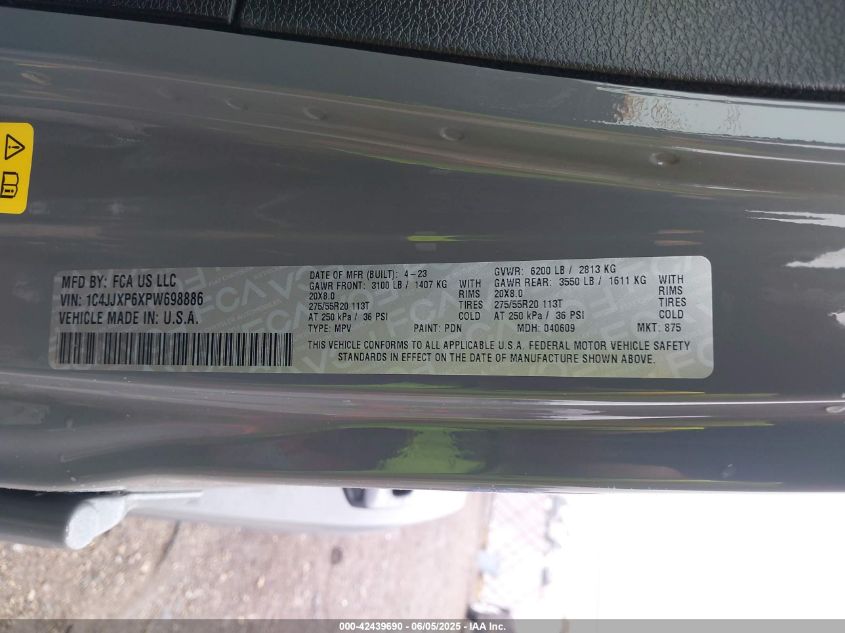 MFD BY: FCA US LLC
VIN: 1C4JJXP6XPW698886
VEHICLE MADE IN: U.S.A.
DATE OF MFR (BUILT): 4-23 GVWR: 6200 LB / 2813 KG
GAWR FRONT: 3100 LB / 1407 KG WITH GAWR REAR: 3550 LB / 1611 KG WITH
20X8.0 RIMS 20X8.0 RIMS
275/55R20 113T TIRES 275/55R20 113T TIRES
AT 250 kPa / 36 PSI COLD AT 250 kPa / 36 PSI COLD
TYPE: MPV PAINT: PDN MDH: 040609 MKT: 875
THIS VEHICLE CONFORMS TO ALL APPLICABLE U.S.A. FEDERAL MOTOR VEHICLE SAFETY
STANDARDS IN EFFECT ON THE DATE OF MANUFACTURE SHOWN ABOVE.
000-42439690 - 06/05/2025 - IAA Inc.